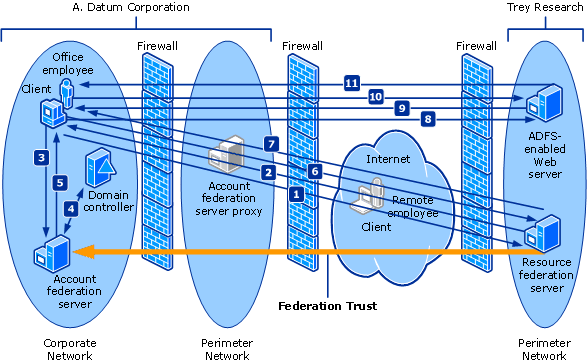 A. Datum Corporation
Trey Research
Firewall
Firewall
Firewall
Office
employee
Client
11
10
9
8
ADFS-
enabled
Web
server
3
5
4
Domain
controller
7
6
2
1
Account
federation
server proxy
Internet
Remote
employee
Client
Account
federation
server
Resource
federation
server
Federation Trust
Corporate
Network
Perimeter
Network
Perimeter
Network